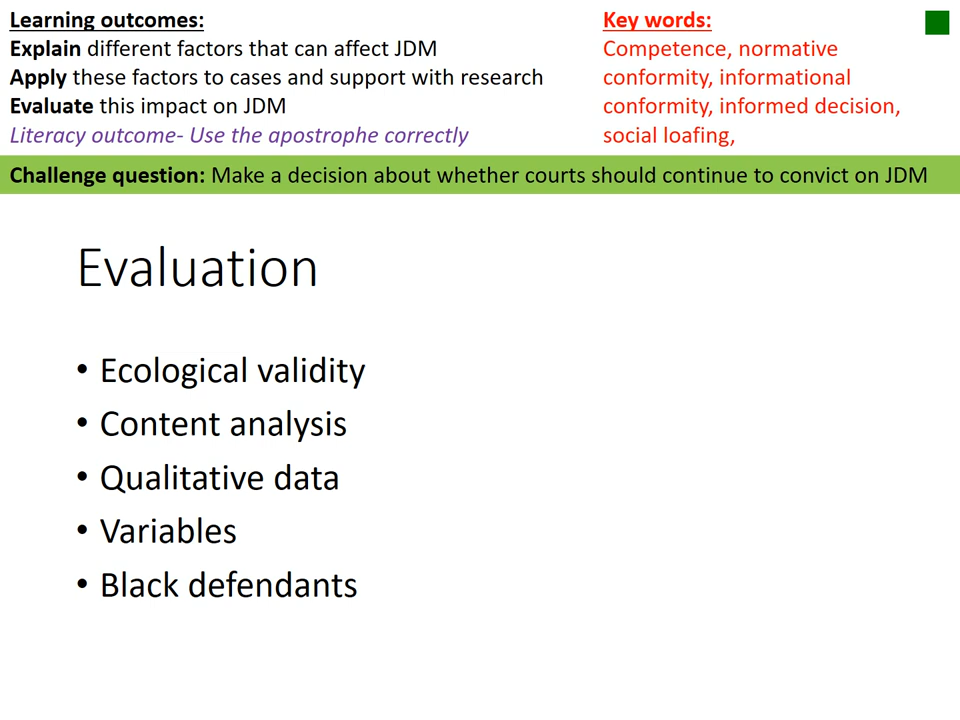 Learning outcomes:
Explain different factors that can affect JDM
Apply these factors to cases and support with research
Evaluate this impact on JDM
Literacy outcome- Use the apostrophe correctly
Key words:
Competence, normative
conformity, informational
conformity, informed decision,
social loafing,
Challenge question: Make a decision about whether courts should continue to convict on JDM
Evaluation
• Ecological validity
• Content analysis
• Qualitative data
• Variables
• Black defendants